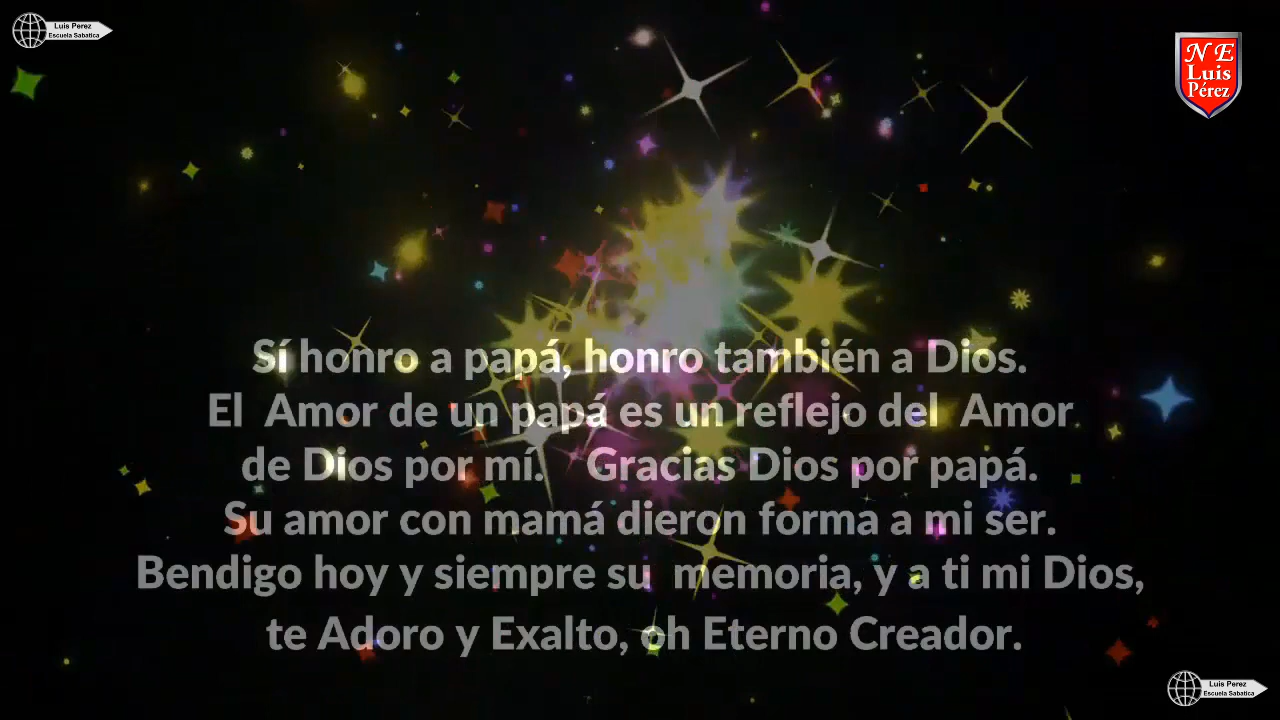 Luis Perez
Escuela Sabatica
N E
Luis
Pérez
Sí honro a papá, honro también a Dios.
El Amor de un papá es un reflejo del Amor
de Dios por mí. Gracias Dios por papá.
Su amor con mamá dieron forma a mi ser.
Bendigo hoy y siempre su memoria, y a ti mi Dios,
te Adoro y Exalto, oh Eterno Creador.
Luis Perez
Escuela Sabatica